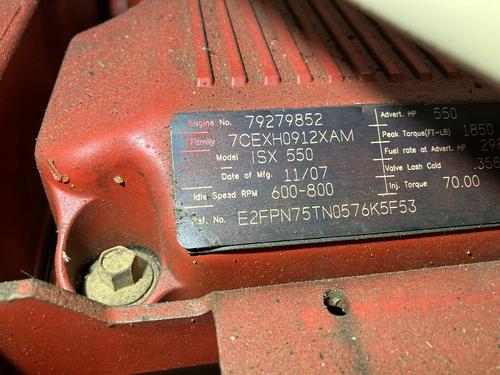 Engine No. 79279852
Family 7CEXH0912XAM
Model ISX 550
Date of Mfg. 11/07
Idle Speed RPM 600-800
Ref. No. E2FPN75TN0576K5F53
Advert. HP 550
Peak Torque(FT-LB) 1850
Fuel rate at Advert. HP
Valve Lash Cold
Inj. Torque 70.00